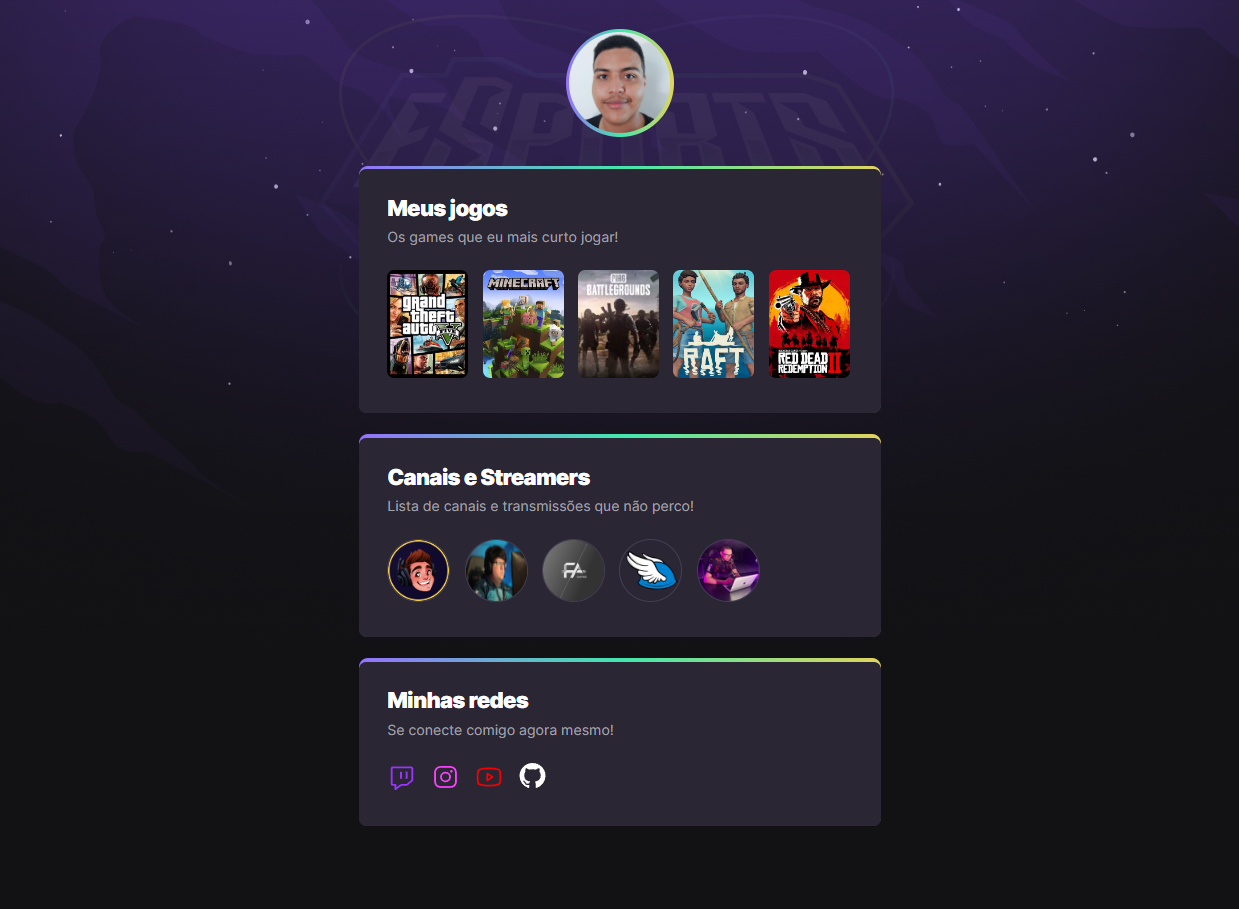 ESPORTS
Meus jogos
Os games que eu mais curto jogar!
grand
theft
auto
V
MINECRAFT
PUBG
BATTLEGROUNDS
RAFT
RED DEAD
REDEMPTION II
Canais e Streamers
Lista de canais e transmissões que não perco!
FA
Minhas redes
Se conecte comigo agora mesmo!